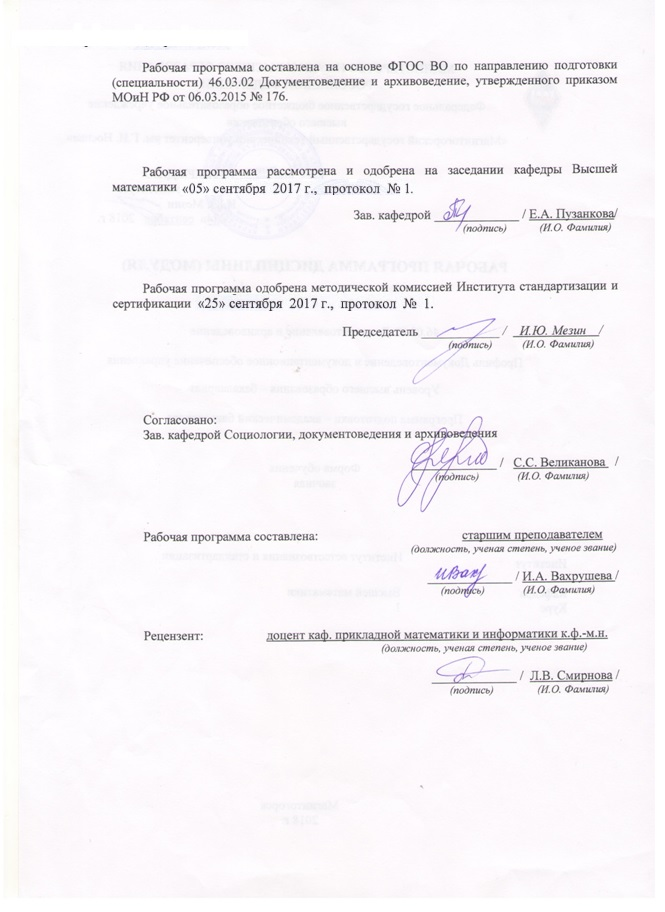 Рабочая программа составлена на основе ФГОС ВО по направлению подготовки
(специальности) 46.03.02 Документоведение и архивоведение, утвержденного приказом
МОиН РФ от 06.03.2015 № 176.
Рабочая программа рассмотрена и одобрена на заседании кафедры Высшей
математики «05» сентября 2017 г., протокол № 1.
Зав. кафедрой ______________ / Е.А. Пузанкова/
(подпись) (И.О. Фамилия)
Рабочая программа одобрена методической комиссией Института стандартизации и
сертификации «25» сентября 2017 г., протокол № 1.
Председатель _____________ / И.Ю. Мезин /
(подпись) (И.О. Фамилия)
Согласовано:
Зав. кафедрой Социологии, документоведения и архивоведения
______________ / С.С. Великанова /
(подпись) (И.О. Фамилия)
Рабочая программа составлена: старшим преподавателем
(должность, ученая степень, ученое звание)
______________ / И.А. Вахрушева /
(подпись) (И.О. Фамилия)
Рецензент: доцент каф. прикладной математики и информатики к.ф.-м.н.
(должность, ученая степень, ученое звание)
______________ / Л.В. Смирнова /
(подпись) (И.О. Фамилия)